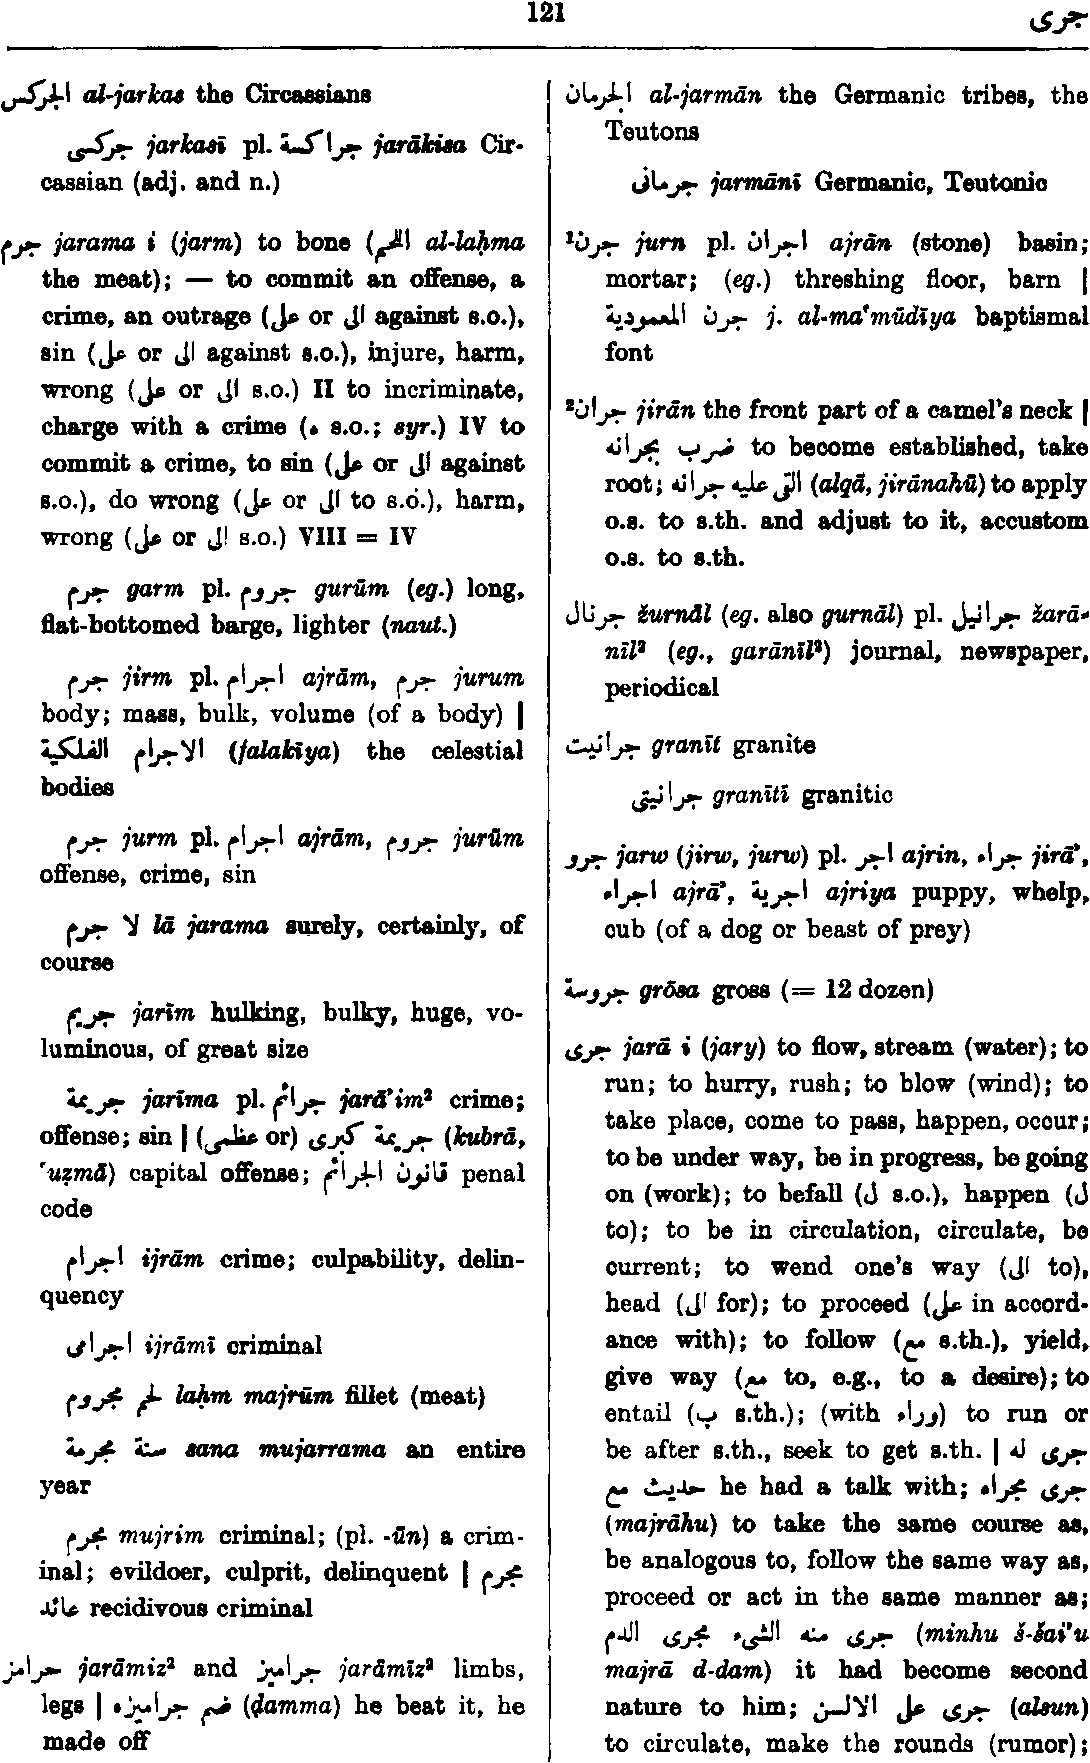 121
جرى
الجركس al-jarkas the Circassians
جركسى jarkasī pl. جراكسة jarākisa Cir-
cassian (adj. and n.)
جرم jarama i (jarm) to bone (اللحم al-laḥma
the meat); — to commit an offense, a
crime, an outrage (على or الى against s.o.),
sin (على or الى against s.o.), injure, harm,
wrong (على or الى s.o.) II to incriminate,
charge with a crime (ه s.o.; syr.) IV to
commit a crime, to sin (على or الى against
s.o.), do wrong (على or الى to s.o.), harm,
wrong (على or الى s.o.) VIII = IV
جرم garm pl. جروم gurūm (eg.) long,
flat-bottomed barge, lighter (naut.)
جرم jirm pl. اجرام ajrām, جرم jurum
body; mass, bulk, volume (of a body) |
الاجرام الفلكية (falakīya) the celestial
bodies
جرم jurm pl. اجرام ajrām, جروم jurūm
offense, crime, sin
لا جرم lā jarama surely, certainly, of
course
جريم jarīm hulking, bulky, huge, vo-
luminous, of great size
جريمة jarīma pl. جرائم jarā'im² crime;
offense; sin | جريمة كبرى (or عظمى) (kubrā,
ʿuẓmā) capital offense; قانون الجرائم penal
code
اجرام ijrām crime; culpability, delin-
quency
اجرامى ijrāmī criminal
لحم مجروم laḥm majrūm fillet (meat)
سنة مجرمة sana mujarrama an entire
year
مجرم mujrim criminal; (pl. -ūn) a crim-
inal; evildoer, culprit, delinquent | مجرم
عائد recidivous criminal
جرامز jarāmiz² and جراميز jarāmīz² limbs,
legs | ضم جراميزه (ḍamma) he beat it, he
made off
الجرمان al-jarmān the Germanic tribes, the
Teutons
جرمانى jarmānī Germanic, Teutonic
¹جرن jurn pl. اجران ajrān (stone) basin;
mortar; (eg.) threshing floor, barn |
جرن المعمودية j. al-maʿmūdīya baptismal
font
²جران jirān the front part of a camel's neck |
ضرب بجرانه to become established, take
root; القى عليه جرانه (alqā, jirānahū) to apply
o.s. to s.th. and adjust to it, accustom
o.s. to s.th.
جرنال žurnāl (eg. also gurnāl) pl. جرانيل žarā-
nīl² (eg., garānīl²) journal, newspaper,
periodical
جرانيت granīt granite
جرانيتى granītī granitic
جرو jarw (jirw, jurw) pl. اجر ajrin, جراء jirā',
اجراء ajrā', اجرية ajriya puppy, whelp,
cub (of a dog or beast of prey)
جروسة grōsa gross (= 12 dozen)
جرى jarā i (jary) to flow, stream (water); to
run; to hurry, rush; to blow (wind); to
take place, come to pass, happen, occur;
to be under way, be in progress, be going
on (work); to befall (ل s.o.), happen (ل
to); to be in circulation, circulate, be
current; to wend one's way (الى to),
head (الى for); to proceed (على in accord-
ance with); to follow (مع s.th.), yield,
give way (مع to, e.g., to a desire); to
entail (ب s.th.); (with وراء) to run or
be after s.th., seek to get s.th. | جرى له
حديث مع he had a talk with; جرى مجراه
(majrāhu) to take the same course as,
be analogous to, follow the same way as,
proceed or act in the same manner as;
جرى منه الشىء مجرى الدم (minhu š-šai'u
majrā d-dam) it had become second
nature to him; جرى على الالسن (alsun)
to circulate, make the rounds (rumor);